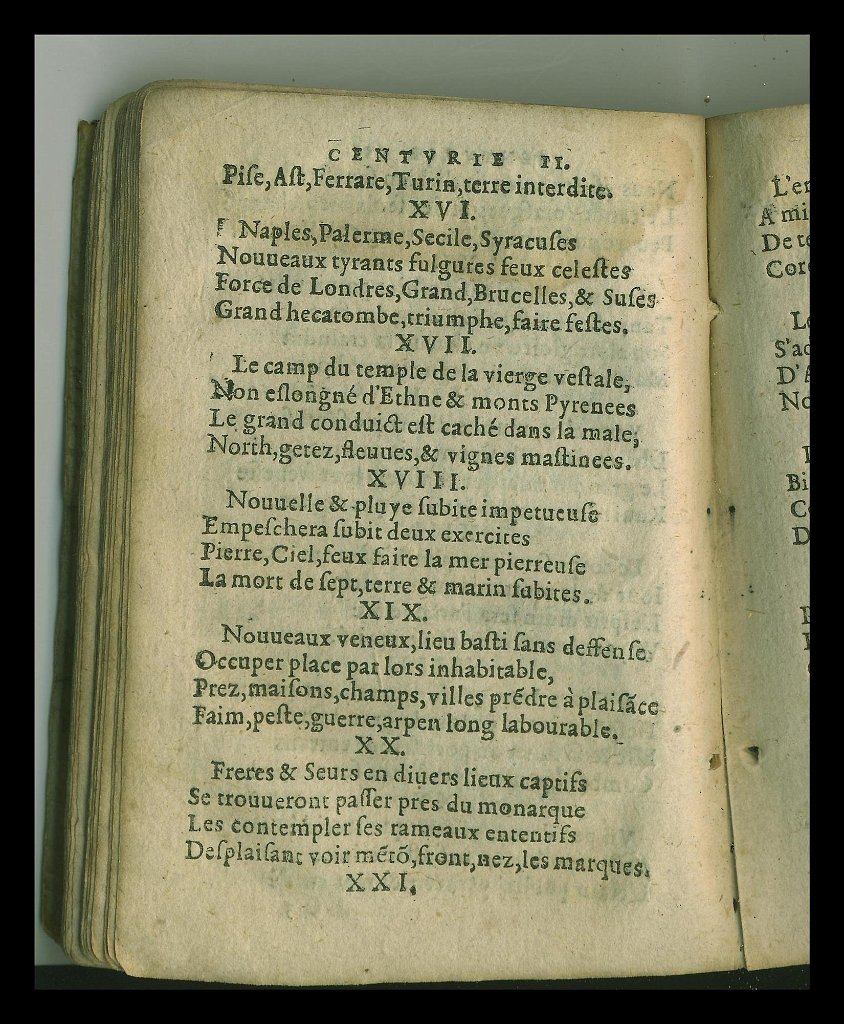 CENTVRIE II.
Piſe, Aſt, Ferrare, Turin, terre interdite.
XVI.
Naples, Palerme, Secile, Syracuſes
Nouueaux tyrants fulgures feux celeſtes
Force de Londres, Grand, Brucelles, & Suſes
Grand hecatombe, triumphe, faire feſtes.
XVII.
Le camp du temple de la vierge veſtale,
Non eſlongné d'Ethne & monts Pyrenees
Le grand conduict eſt caché dans la male,
North, getez, fleuues, & vignes maſtinees.
XVIII.
Nouuelle & pluye ſubite impetueuſe
Empeſchera ſubit deux exercites
Pierre, Ciel, feux faire la mer pierreuſe
La mort de ſept, terre & marin ſubites.
XIX.
Nouueaux veneux, lieu baſti ſans deffenſe
Occuper place par lors inhabitable,
Prez, maiſons, champs, villes prẽdre à plaiſãce
Faim, peſte, guerre, arpen long labourable.
XX.
Freres & Seurs en diuers lieux captifs
Se trouueront paſſer pres du monarque
Les contempler ſes rameaux ententifs
Deſplaiſant voir mẽtõ, front, nez, les marques.
XXI.
L'
A mi
De te
S'ac
D'
Bi